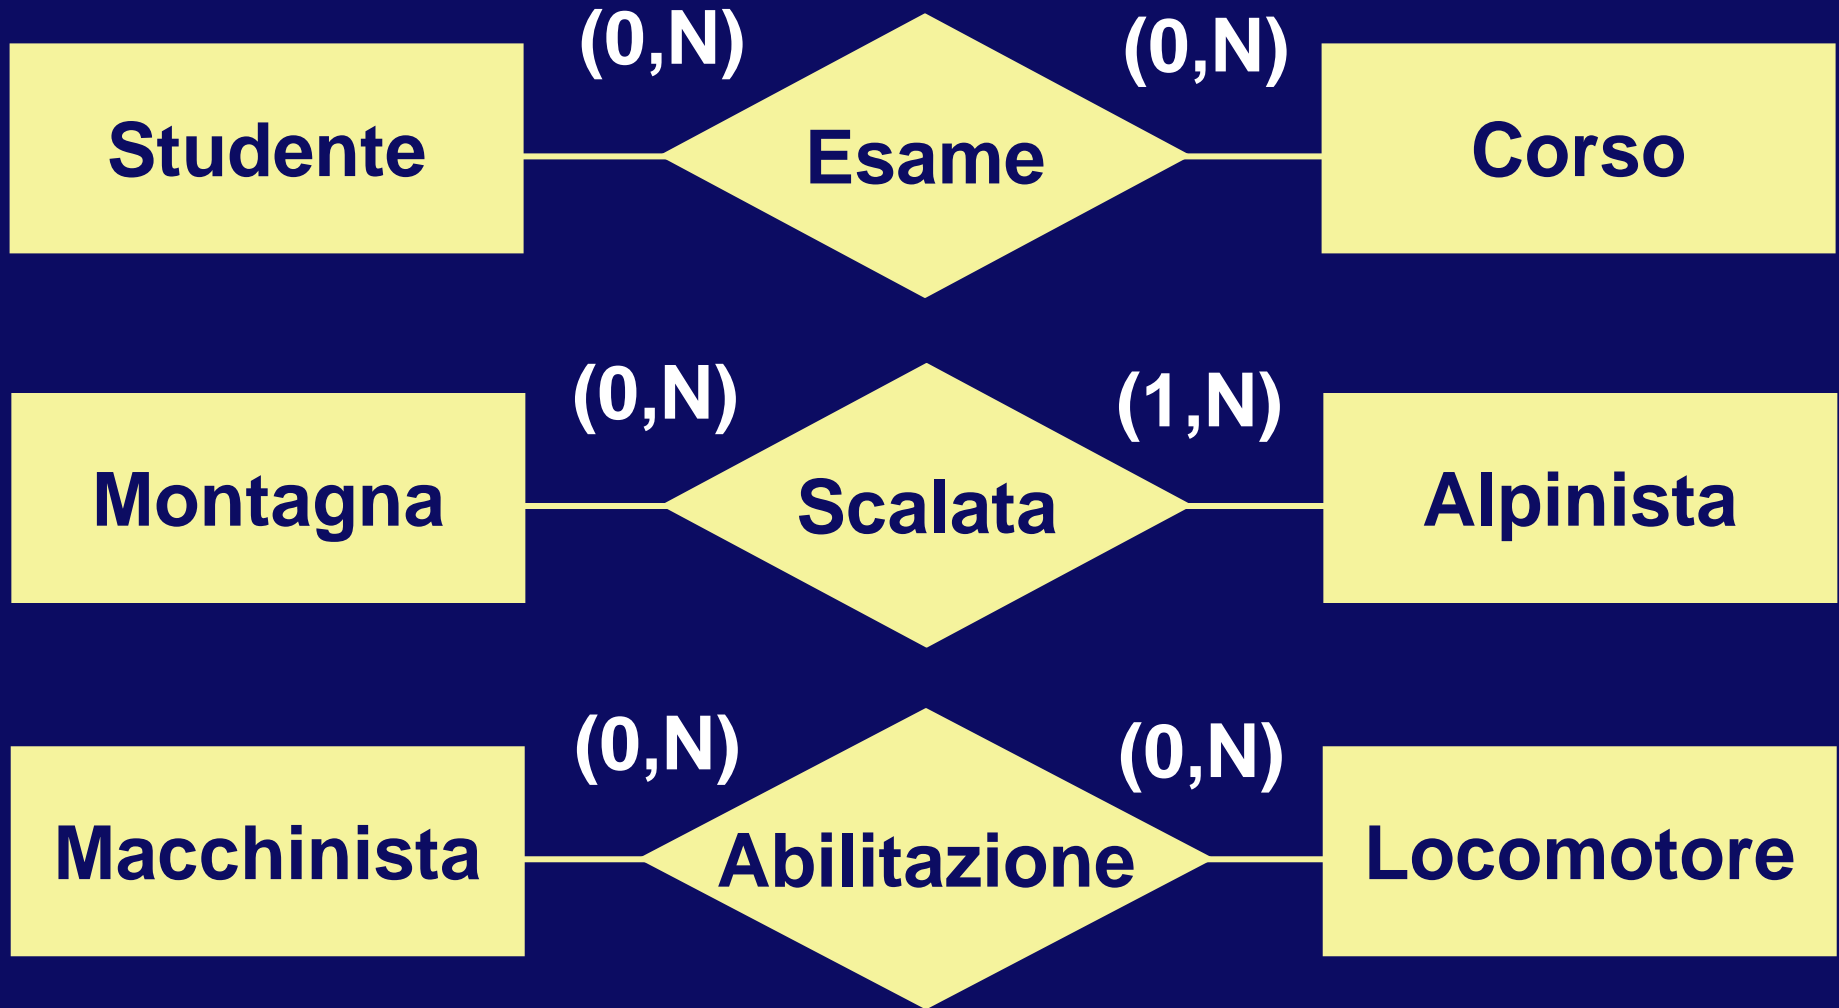 (0,N) (0,N)
Studente Esame Corso
(0,N) (1,N)
Montagna Scalata Alpinista
(0,N) (0,N)
Macchinista Abilitazione Locomotore